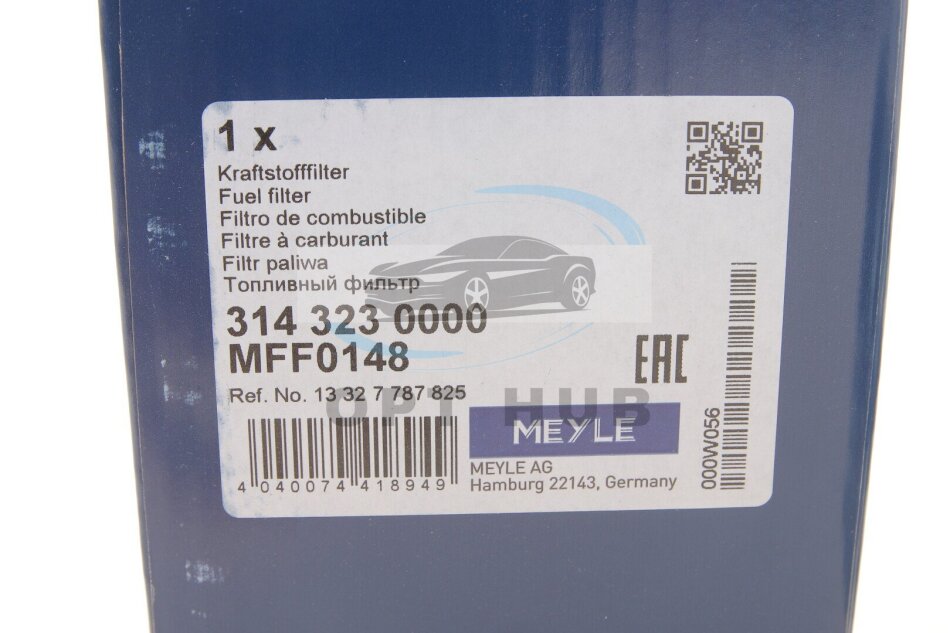 1 x
Kraftstofffilter
Fuel filter
Filtro de combustible
Filtre à carburant
Filtr paliwa
Топливный фильтр
314 323 0000
MFF0148
Ref. No. 13 32 7 787 825
4 040074 418949
EAC
OPT HUB
MEYLE
MEYLE AG
Hamburg 22143, Germany
000W056